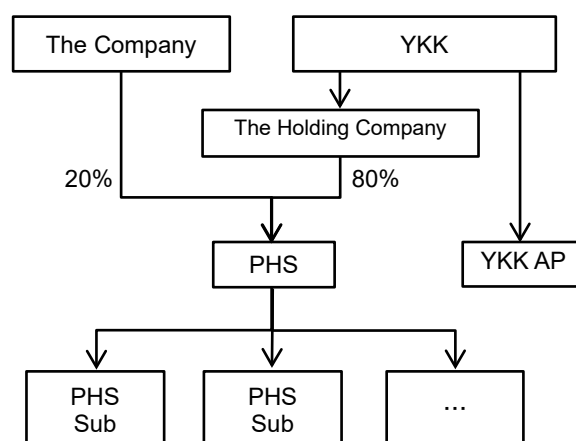 The Company
YKK
The Holding Company
20%
80%
PHS
YKK AP
PHS
Sub
PHS
Sub
...